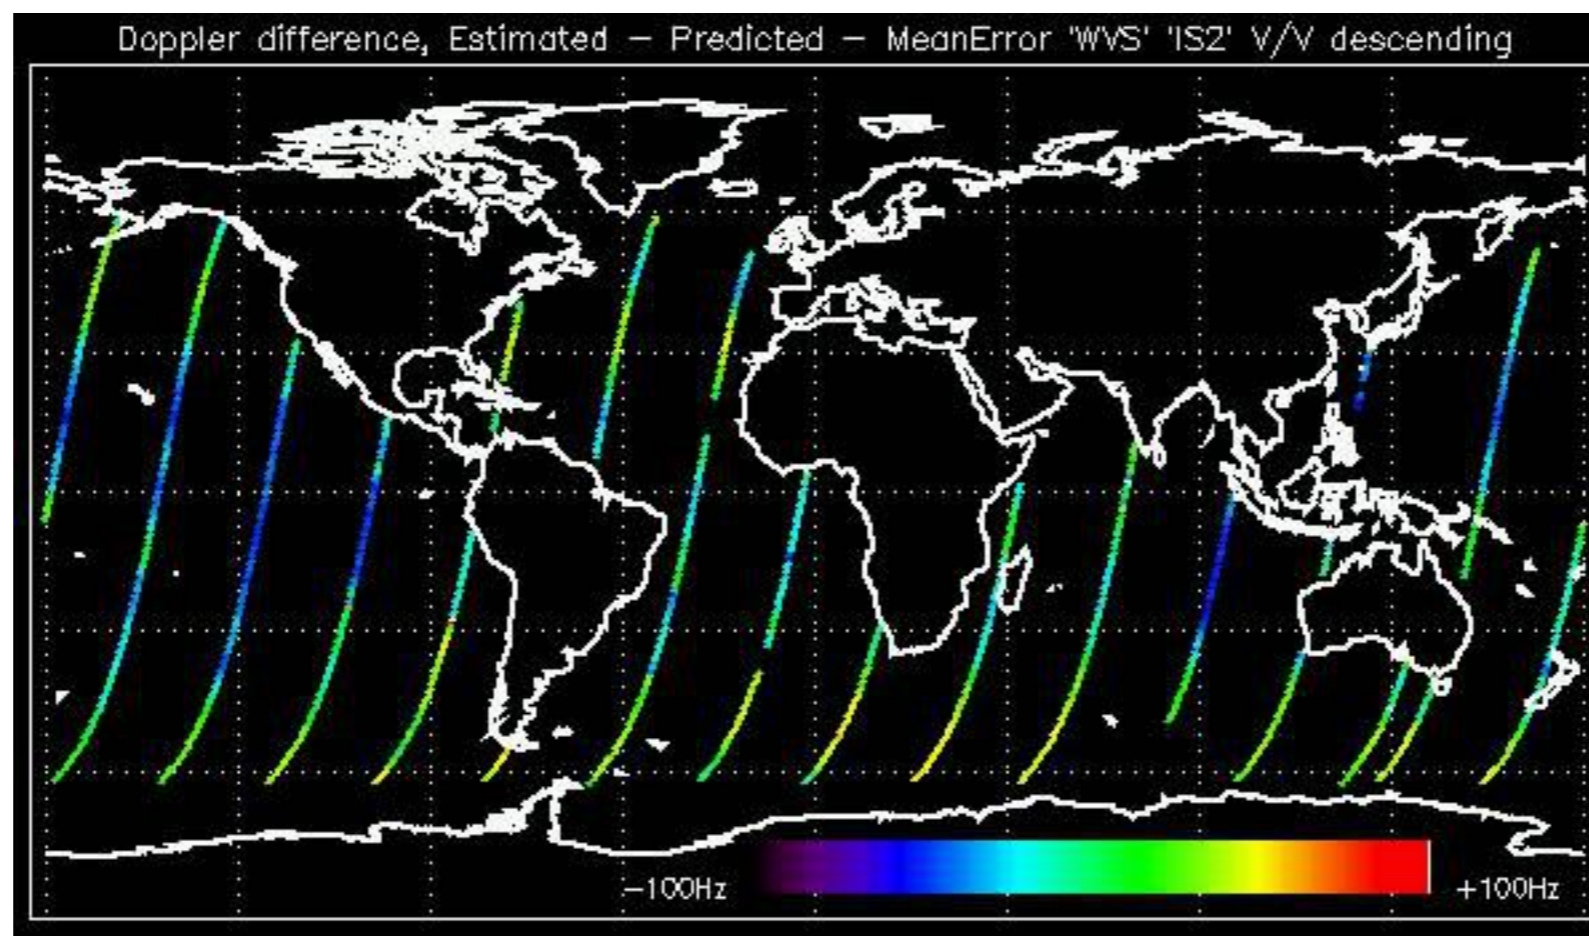 Doppler difference, Estimated – Predicted – MeanError 'WVS' 'IS2' V/V descending
–100Hz
+100Hz